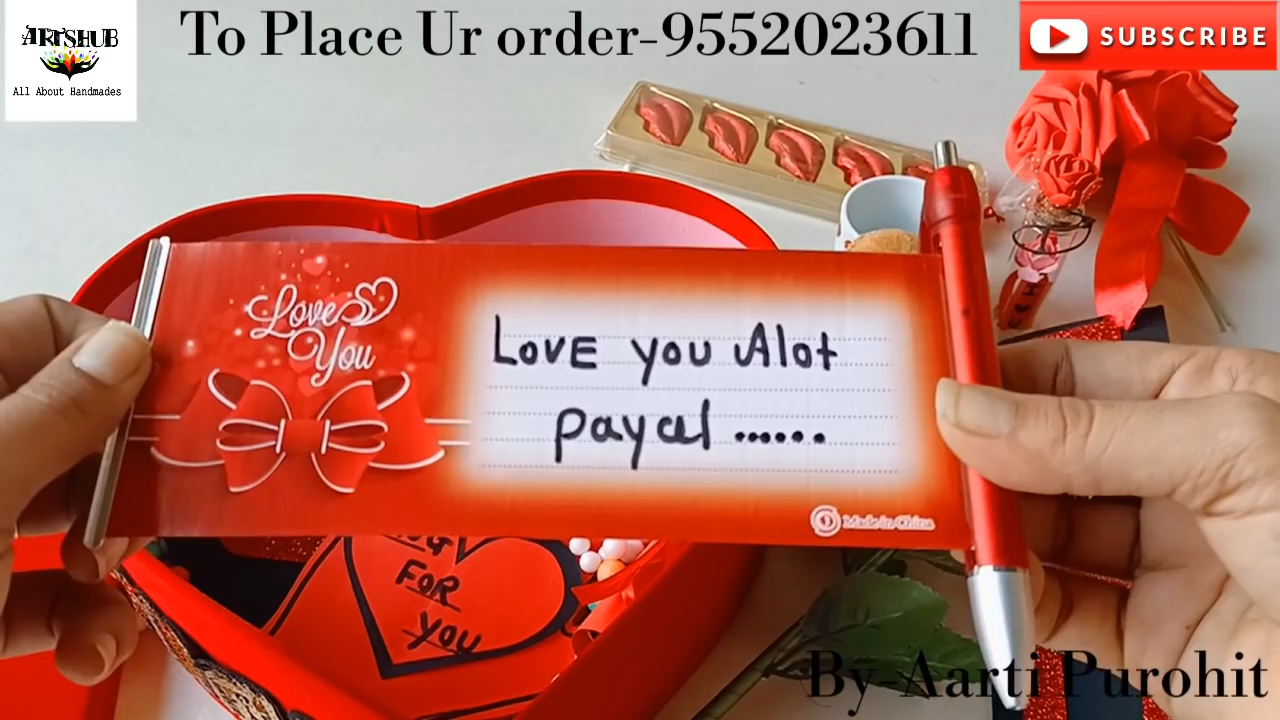 ARTSHUB
All About Handmades
To Place Ur order-9552023611
SUBSCRIBE
Love
You
Love you Alot
payal ......
Made in China
FOR
you
By-Aarti Purohit